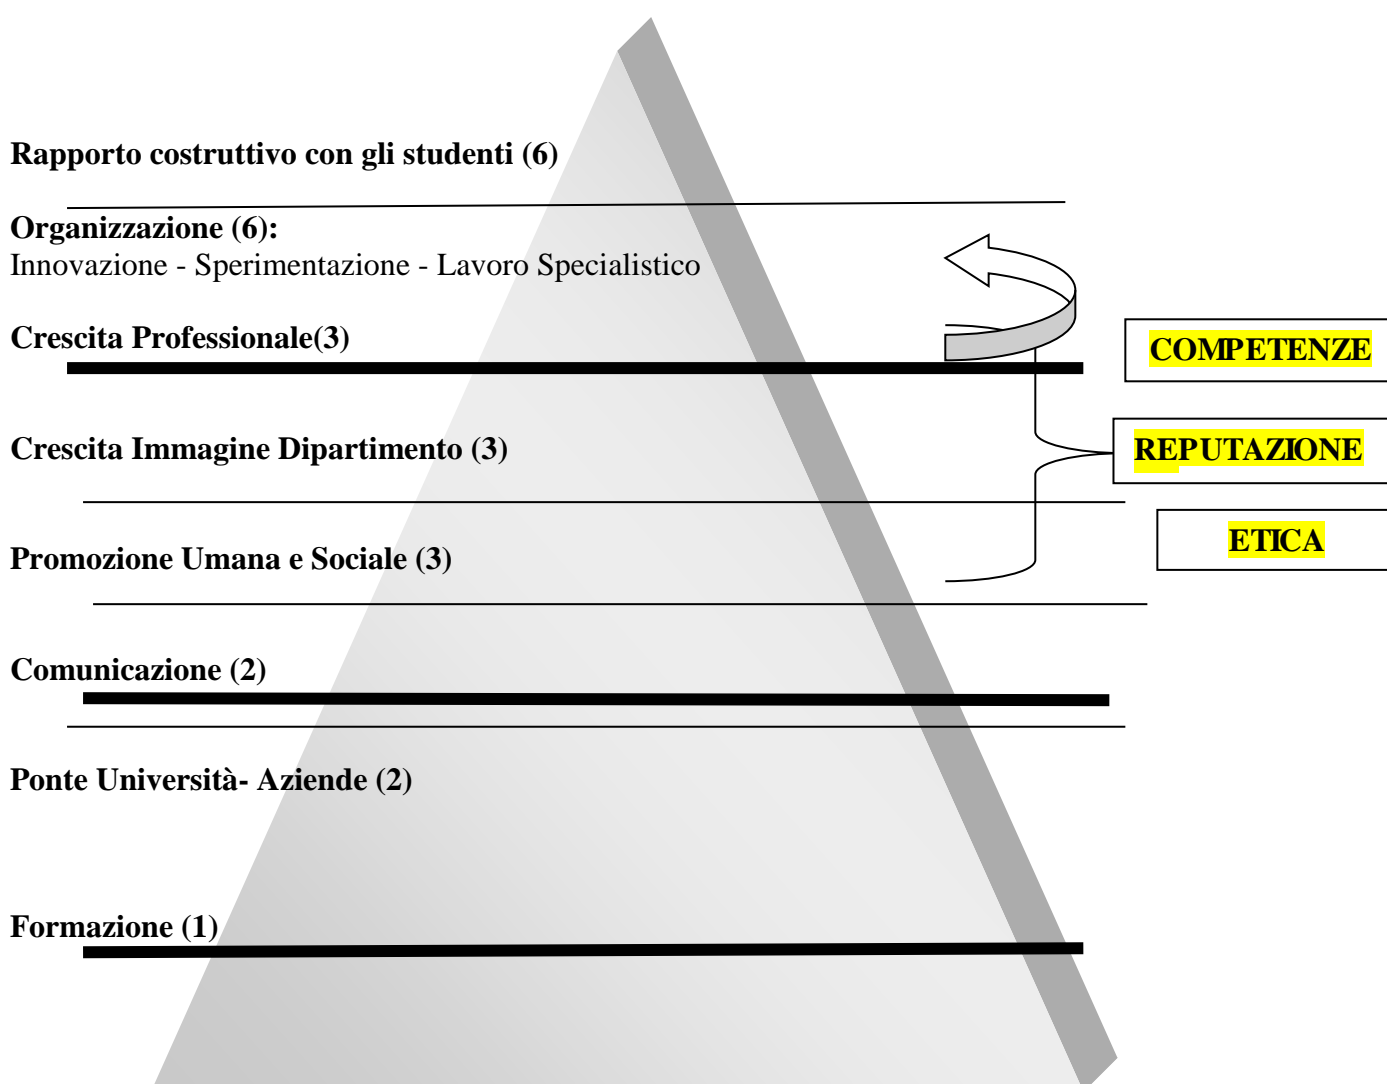 Rapporto costruttivo con gli studenti (6)
Organizzazione (6):
Innovazione - Sperimentazione - Lavoro Specialistico
Crescita Professionale(3)
COMPETENZE
Crescita Immagine Dipartimento (3)
REPUTAZIONE
Promozione Umana e Sociale (3)
ETICA
Comunicazione (2)
Ponte Università- Aziende (2)
Formazione (1)